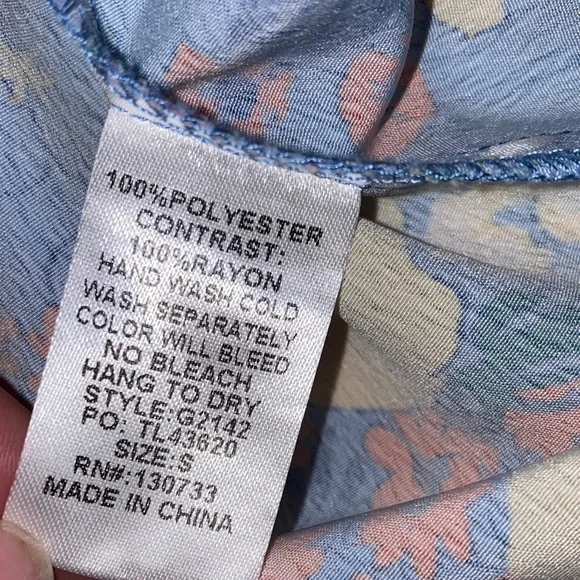 100%POLYESTER
CONTRAST:
100%RAYON
HAND WASH COLD
WASH SEPARATELY
COLOR WILL BLEED
NO BLEACH
HANG TO DRY
STYLE:G2142
PO: TL43620
SIZE:S
RN#:130733
MADE IN CHINA